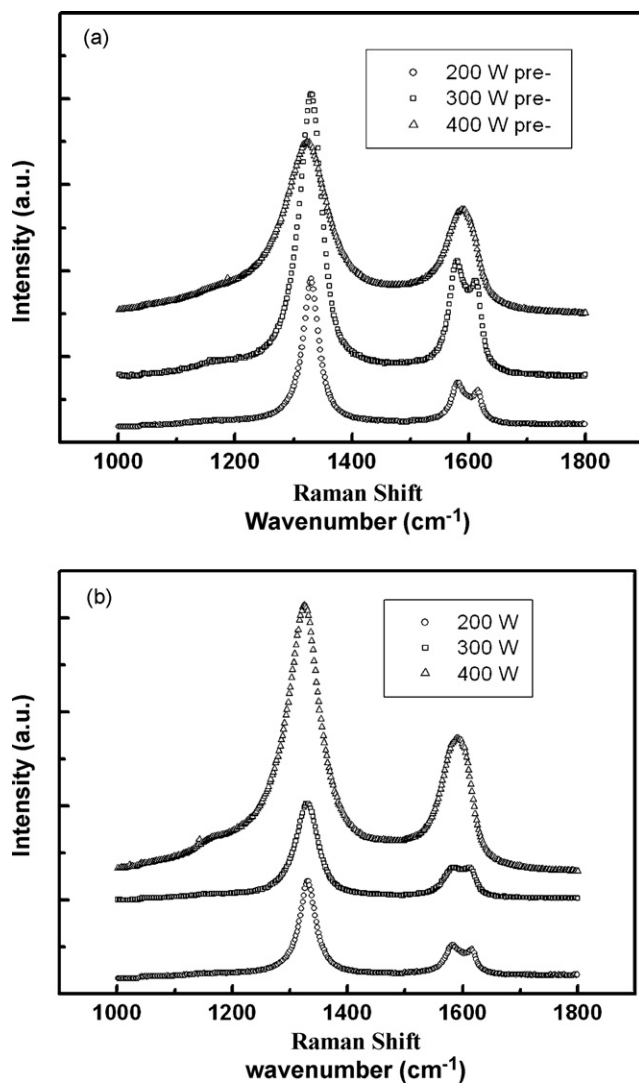 (a)
200 W pre-
300 W pre-
400 W pre-
Intensity (a.u.)
1000 1200 1400 1600 1800
Raman Shift
Wavenumber (cm⁻¹)
(b)
200 W
300 W
400 W
Intensity (a.u.)
1000 1200 1400 1600 1800
Raman Shift
wavenumber (cm⁻¹)